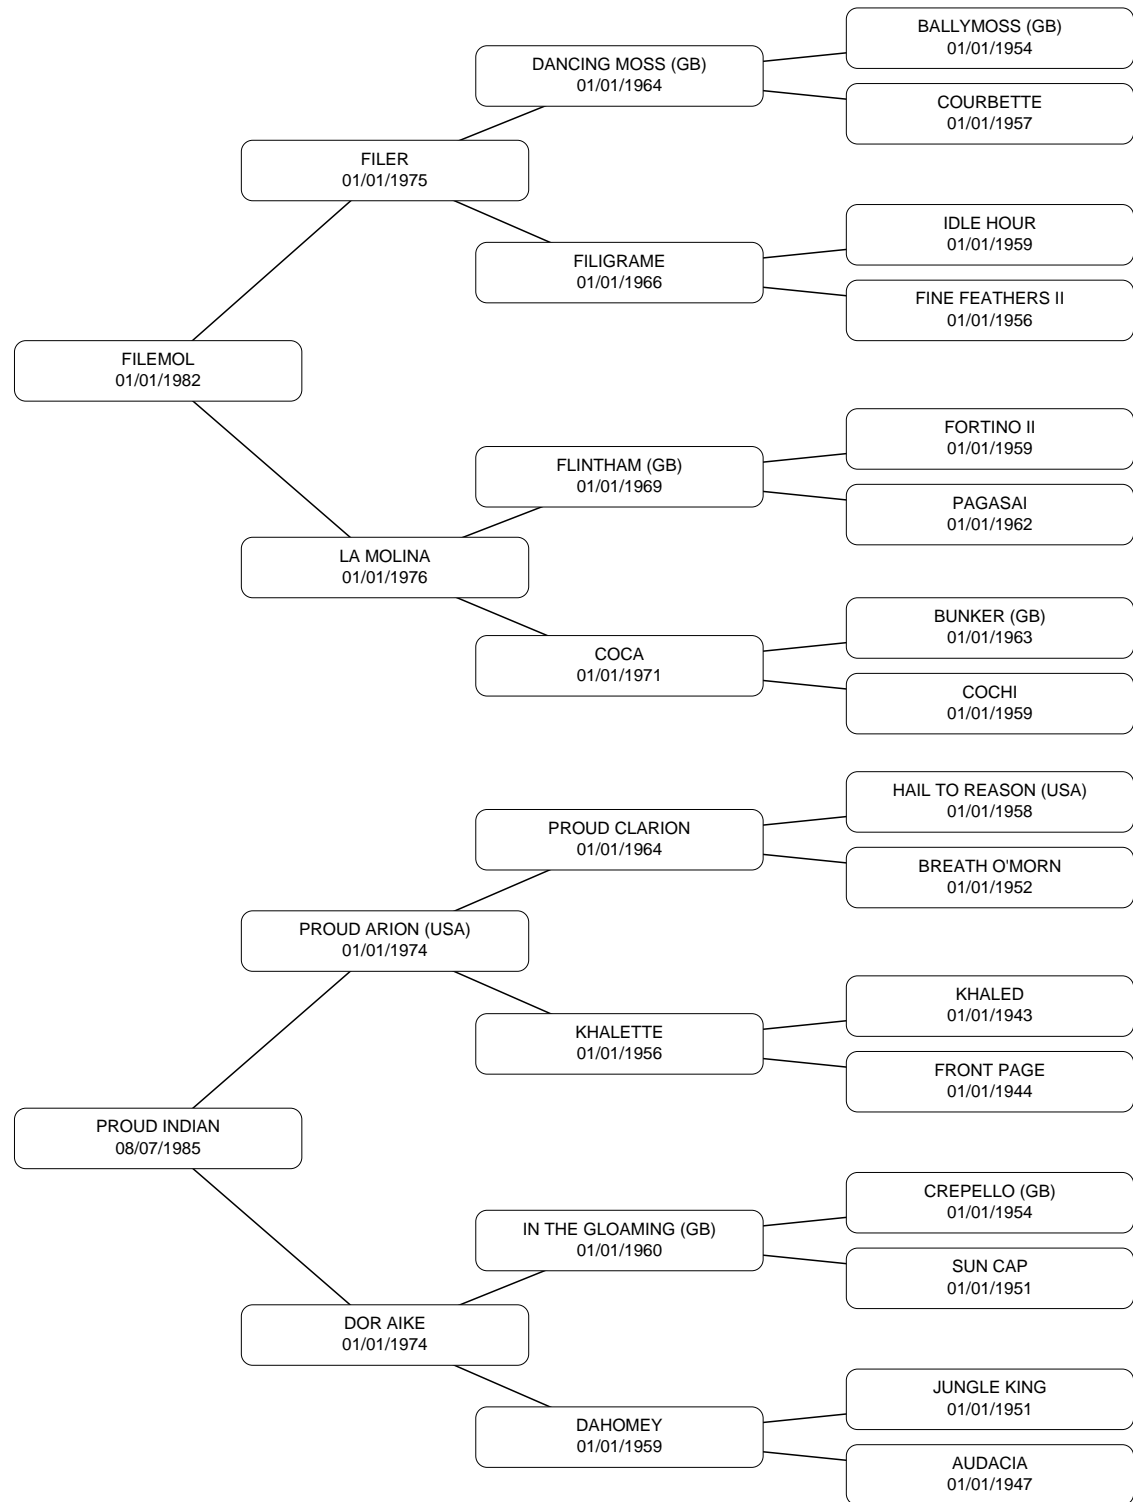 BALLYMOSS (GB)
01/01/1954
DANCING MOSS (GB)
01/01/1964
COURBETTE
01/01/1957
FILER
01/01/1975
IDLE HOUR
01/01/1959
FILIGRAME
01/01/1966
FINE FEATHERS II
01/01/1956
FILEMOL
01/01/1982
FORTINO II
01/01/1959
FLINTHAM (GB)
01/01/1969
PAGASAI
01/01/1962
LA MOLINA
01/01/1976
BUNKER (GB)
01/01/1963
COCA
01/01/1971
COCHI
01/01/1959
HAIL TO REASON (USA)
01/01/1958
PROUD CLARION
01/01/1964
BREATH O'MORN
01/01/1952
PROUD ARION (USA)
01/01/1974
KHALED
01/01/1943
KHALETTE
01/01/1956
FRONT PAGE
01/01/1944
PROUD INDIAN
08/07/1985
CREPELLO (GB)
01/01/1954
IN THE GLOAMING (GB)
01/01/1960
SUN CAP
01/01/1951
DOR AIKE
01/01/1974
JUNGLE KING
01/01/1951
DAHOMEY
01/01/1959
AUDACIA
01/01/1947